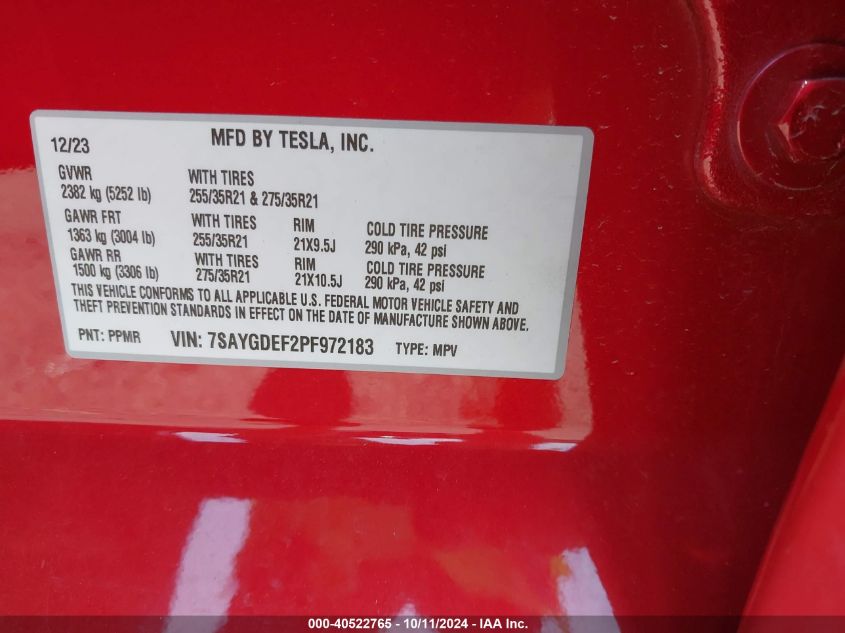 MFD BY TESLA, INC.
12/23
GVWR WITH TIRES
2382 kg (5252 lb) 255/35R21 & 275/35R21
GAWR FRT WITH TIRES RIM COLD TIRE PRESSURE
1363 kg (3004 lb) 255/35R21 21X9.5J 290 kPa, 42 psi
GAWR RR WITH TIRES RIM COLD TIRE PRESSURE
1500 kg (3306 lb) 275/35R21 21X10.5J 290 kPa, 42 psi
THIS VEHICLE CONFORMS TO ALL APPLICABLE U.S. FEDERAL MOTOR VEHICLE SAFETY AND
THEFT PREVENTION STANDARDS IN EFFECT ON THE DATE OF MANUFACTURE SHOWN ABOVE.
PNT: PPMR VIN: 7SAYGDEF2PF972183 TYPE: MPV
000-40522765 - 10/11/2024 - IAA Inc.